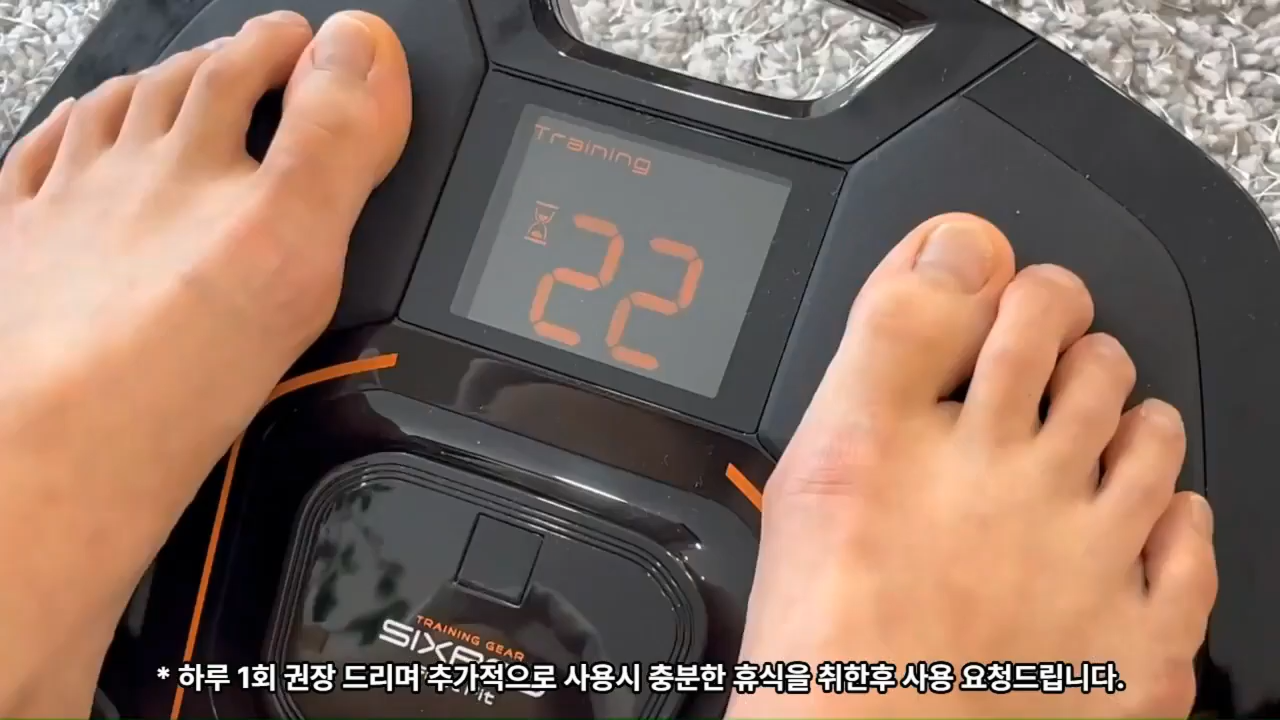 Training
22
TRAINING GEAR
* 하루 1회 권장 드리며 추가적으로 사용시 충분한 휴식을 취한후 사용 요청드립니다.